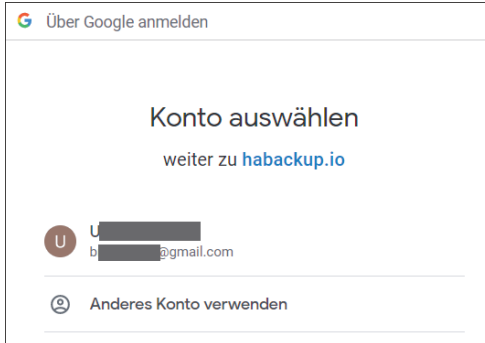 Über Google anmelden
Konto auswählen
weiter zu habackup.io
U
U
b @gmail.com
Anderes Konto verwenden